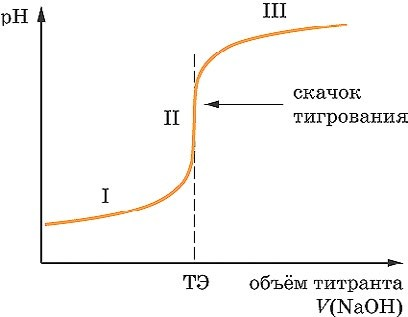 pH
III
скачок
тигрования
II
I
ТЭ
объём титранта
V(NaOH)